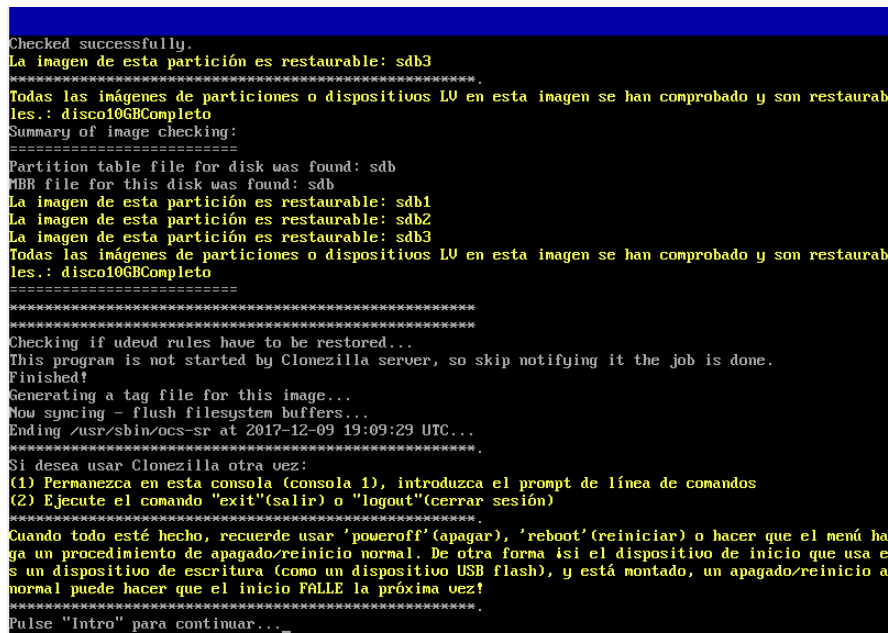 Checked successfully.
La imagen de esta partición es restaurable: sdb3
*****************************************************.
Todas las imágenes de particiones o dispositivos LV en esta imagen se han comprobado y son restaurab
les.: disco10GBCompleto
Summary of image checking:
==========================
Partition table file for disk was found: sdb
MBR file for this disk was found: sdb
La imagen de esta partición es restaurable: sdb1
La imagen de esta partición es restaurable: sdb2
La imagen de esta partición es restaurable: sdb3
Todas las imágenes de particiones o dispositivos LV en esta imagen se han comprobado y son restaurab
les.: disco10GBCompleto
==========================
*****************************************************
*****************************************************
Checking if udevd rules have to be restored...
This program is not started by Clonezilla server, so skip notifying it the job is done.
Finished!
Generating a tag file for this image...
Now syncing - flush filesystem buffers...
Ending /usr/sbin/ocs-sr at 2017-12-09 19:09:29 UTC...
*****************************************************.
Si desea usar Clonezilla otra vez:
(1) Permanezca en esta consola (consola 1), introduzca el prompt de línea de comandos
(2) Ejecute el comando "exit"(salir) o "logout"(cerrar sesión)
*****************************************************.
Cuando todo esté hecho, recuerde usar 'poweroff'(apagar), 'reboot'(reiniciar) o hacer que el menú ha
ga un procedimiento de apagado/reinicio normal. De otra forma ¡si el dispositivo de inicio que usa e
s un dispositivo de escritura (como un dispositivo USB flash), y está montado, un apagado/reinicio a
normal puede hacer que el inicio FALLE la próxima vez!
*****************************************************.
Pulse "Intro" para continuar..._